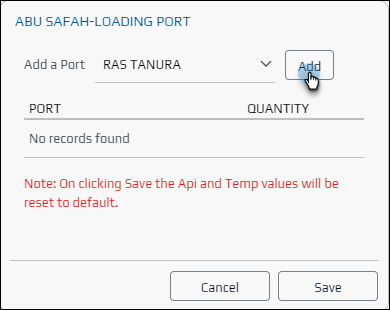 ABU SAFAH-LOADING PORT
Add a Port RAS TANURA Add
PORT QUANTITY
No records found
Note: On clicking Save the Api and Temp values will be
reset to default.
Cancel Save